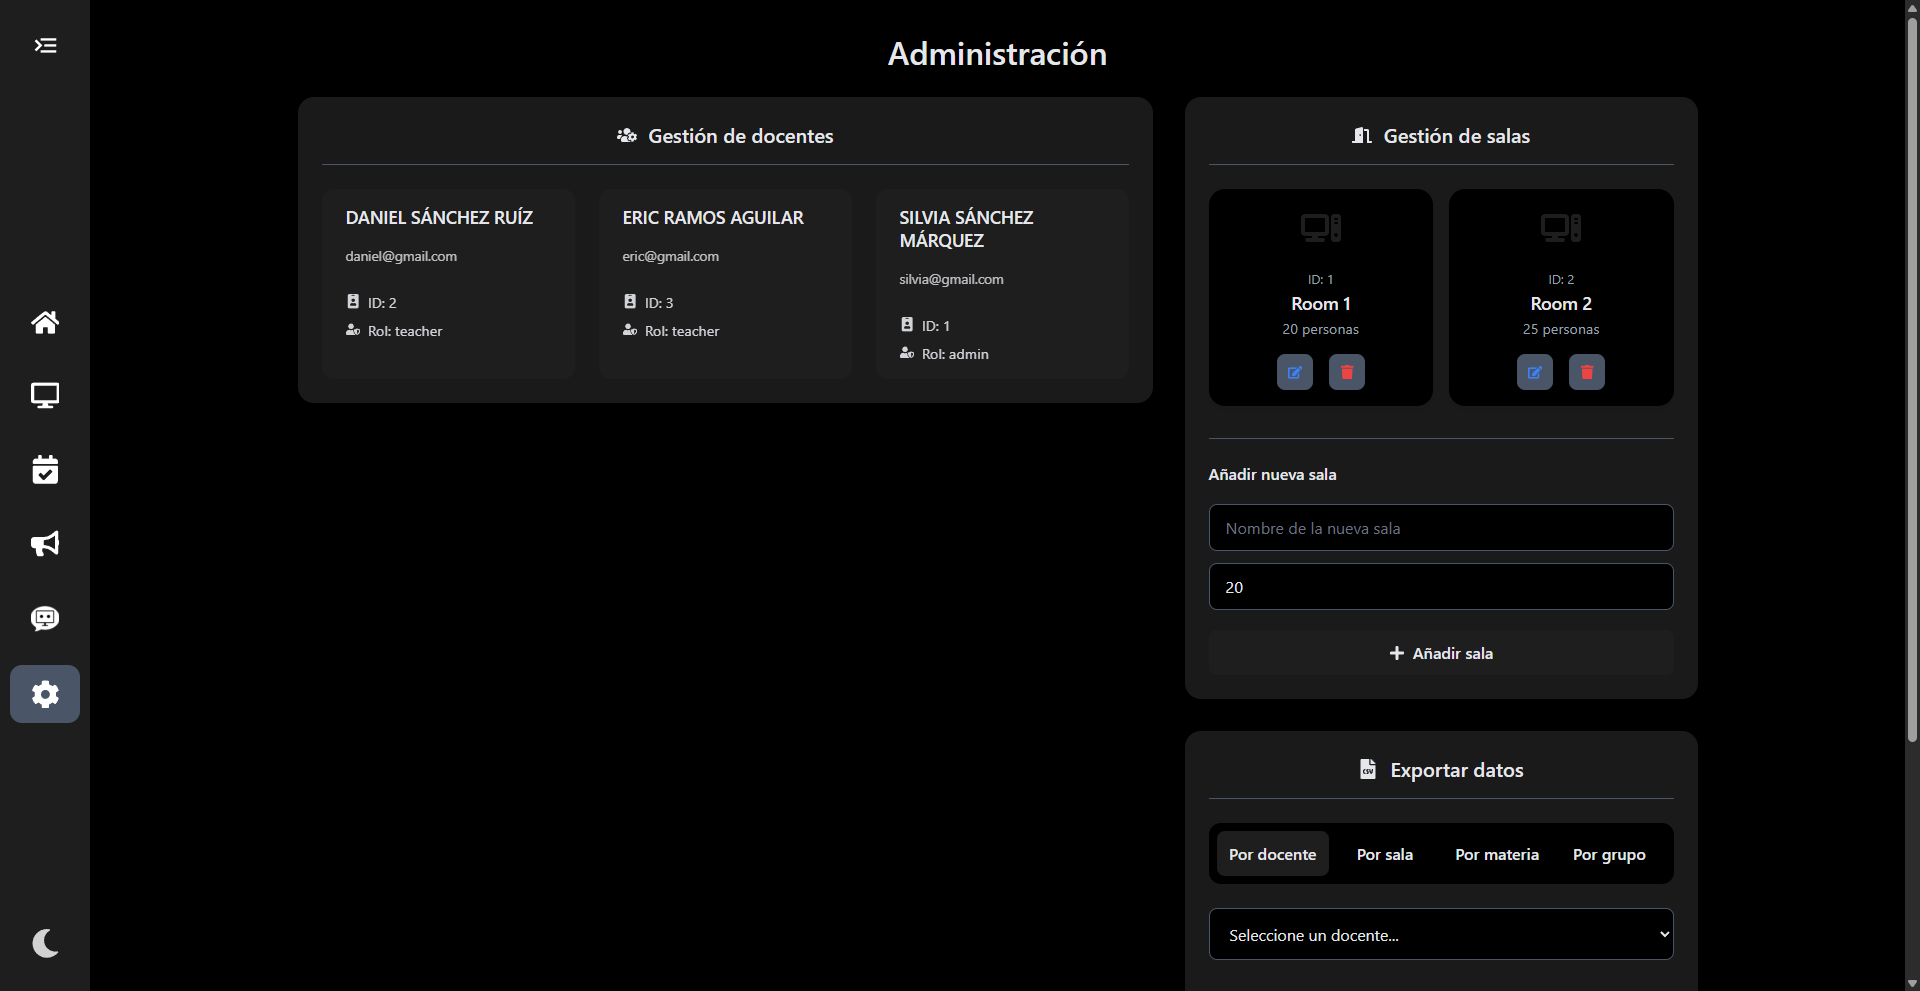 Administración
Gestión de docentes
DANIEL SÁNCHEZ RUÍZ
daniel@gmail.com
ID: 2
Rol: teacher
ERIC RAMOS AGUILAR
eric@gmail.com
ID: 3
Rol: teacher
SILVIA SÁNCHEZ
MÁRQUEZ
silvia@gmail.com
ID: 1
Rol: admin
Gestión de salas
ID: 1
Room 1
20 personas
ID: 2
Room 2
25 personas
Añadir nueva sala
Nombre de la nueva sala
20
Añadir sala
CSV Exportar datos
Por docente Por sala Por materia Por grupo
Seleccione un docente...